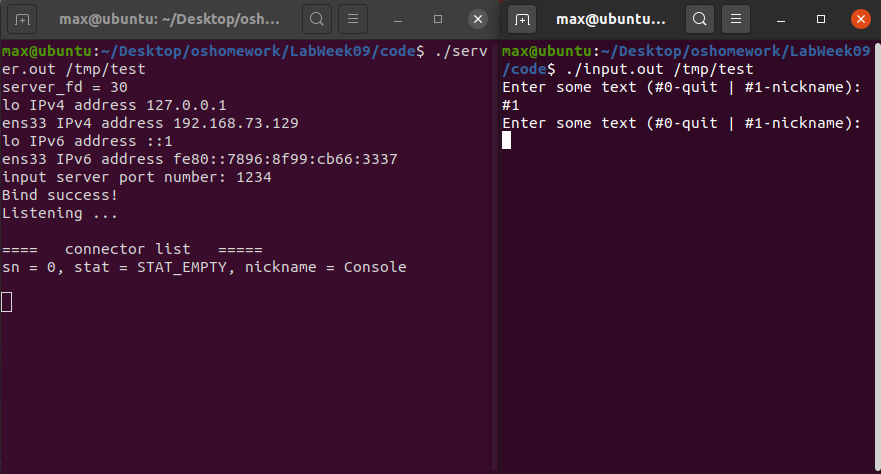 max@ubuntu: ~/Desktop/osh...
max@ubuntu:~/Desktop/oshomework/LabWeek09/code$ ./serv
er.out /tmp/test
server_fd = 30
lo IPv4 address 127.0.0.1
ens33 IPv4 address 192.168.73.129
lo IPv6 address ::1
ens33 IPv6 address fe80::7896:8f99:cb66:3337
input server port number: 1234
Bind success!
Listening ...
====   connector list   =====
sn = 0, stat = STAT_EMPTY, nickname = Console
max@ubuntu:...
max@ubuntu:~/Desktop/oshomework/LabWeek09
/code$ ./input.out /tmp/test
Enter some text (#0-quit | #1-nickname):
#1
Enter some text (#0-quit | #1-nickname):